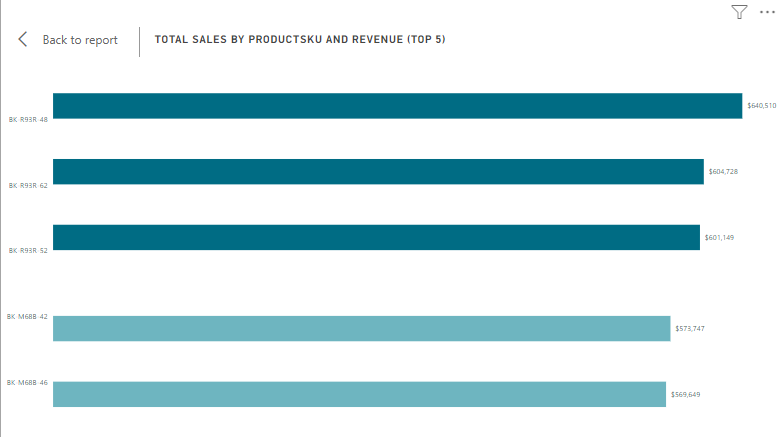 Back to report
TOTAL SALES BY PRODUCTSKU AND REVENUE (TOP 5)
BK-R93R-48 $640,510
BK-R93R-62 $604,728
BK-R93R-52 $601,149
BK-M68B-42 $573,747
BK-M68B-46 $569,649